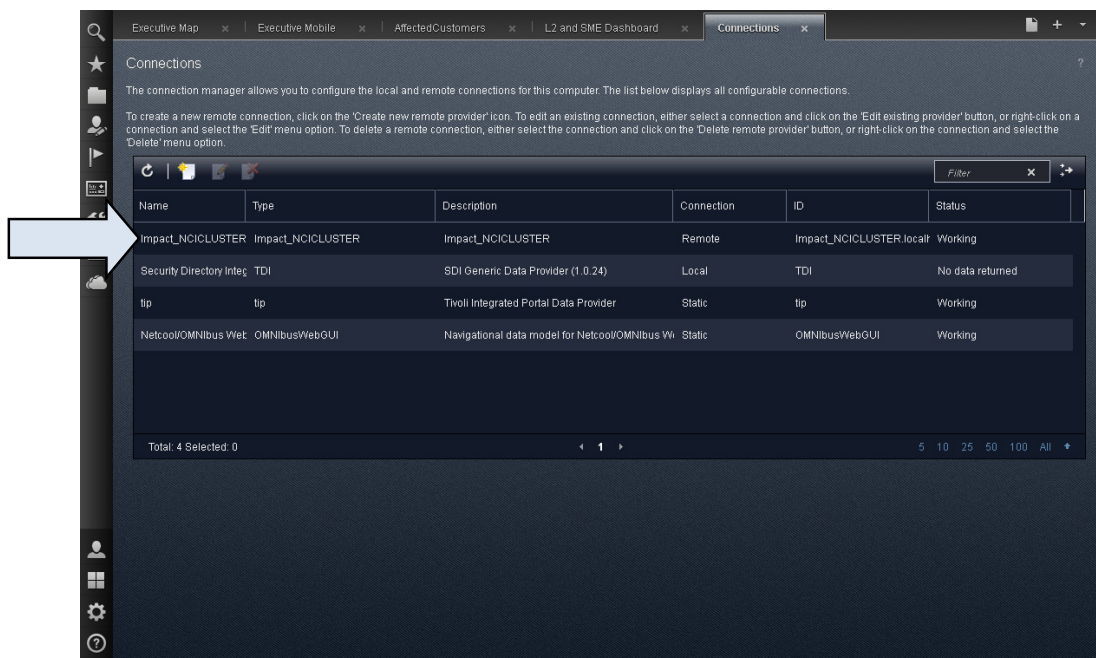 Executive Map x Executive Mobile x AffectedCustomers x L2 and SME Dashboard x Connections x
Connections ?
The connection manager allows you to configure the local and remote connections for this computer. The list below displays all configurable connections.
To create a new remote connection, click on the 'Create new remote provider' icon. To edit an existing connection, either select a connection and click on the 'Edit existing provider' button, or right-click on a
connection and select the 'Edit' menu option. To delete a remote connection, either select the connection and click on the 'Delete remote provider' button, or right-click on the connection and select the
'Delete' menu option.
Filter x
Name Type Description Connection ID Status
Impact_NCICLUSTER Impact_NCICLUSTER Impact_NCICLUSTER Remote Impact_NCICLUSTER.localh Working
Security Directory Integ TDI SDI Generic Data Provider (1.0.24) Local TDI No data returned
tip tip Tivoli Integrated Portal Data Provider Static tip Working
Netcool/OMNIbus Web OMNIbusWebGUI Navigational data model for Netcool/OMNIbus We Static OMNIbusWebGUI Working
Total: 4 Selected: 0 1 5 10 25 50 100 All